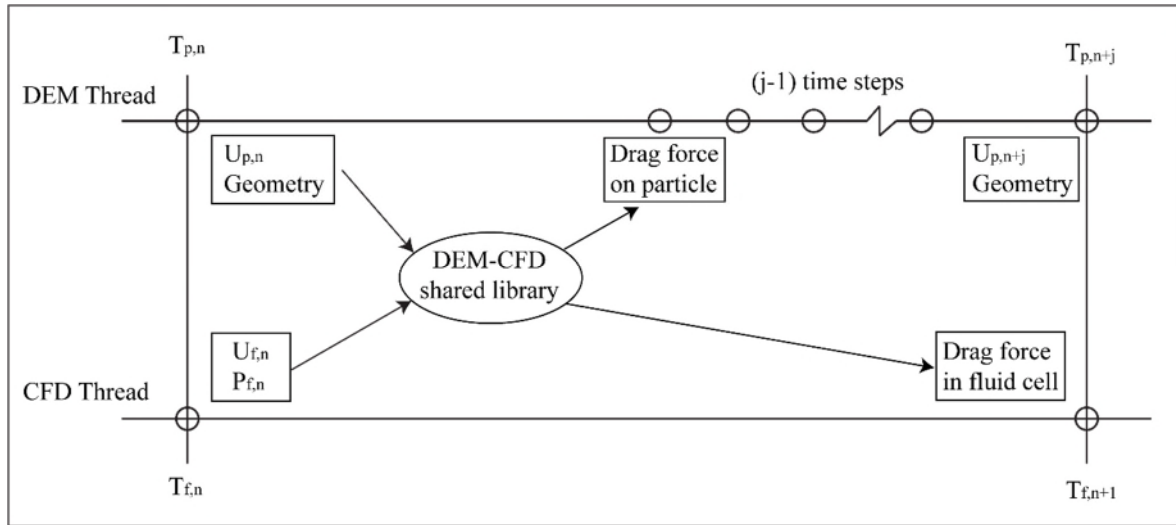 Tp,n
Tp,n+j
(j-1) time steps
DEM Thread
Up,n
Geometry
Drag force
on particle
Up,n+j
Geometry
DEM-CFD
shared library
Uf,n
Pf,n
Drag force
in fluid cell
CFD Thread
Tf,n
Tf,n+1